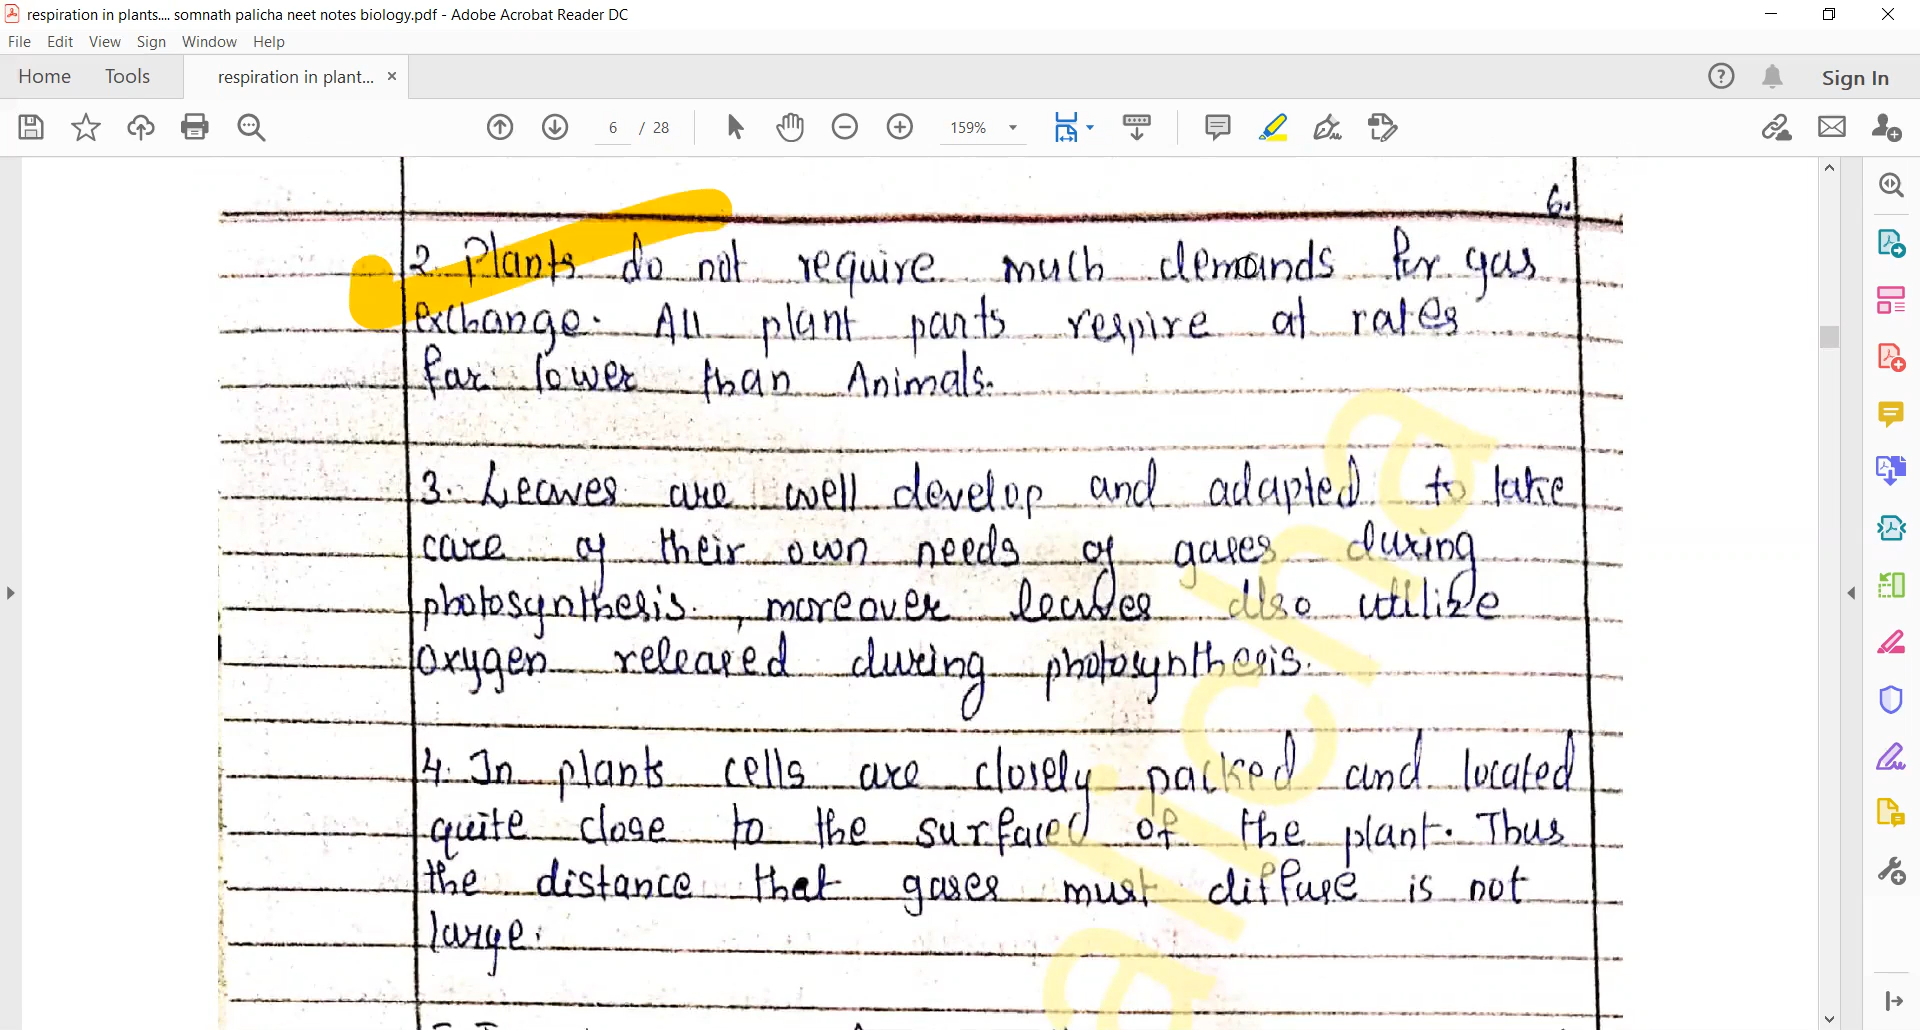 respiration in plants.... somnath palicha neet notes biology.pdf - Adobe Acrobat Reader DC
File Edit View Sign Window Help
Home Tools respiration in plant... × Sign In
6 / 28 159%
6.
2. Plants do not require much demands for gas
exchange. All plant parts respire at rates
far lower than Animals.
3. Leaves are well develop and adapted to take
care of their own needs of gases during
photosynthesis. , moreover leaves also utilize
oxygen released during photosynthesis.
4. In plants cells are closely packed and located
quite close to the surface of the plant. Thus
the distance that gases must diffuse is not
large.
alicha